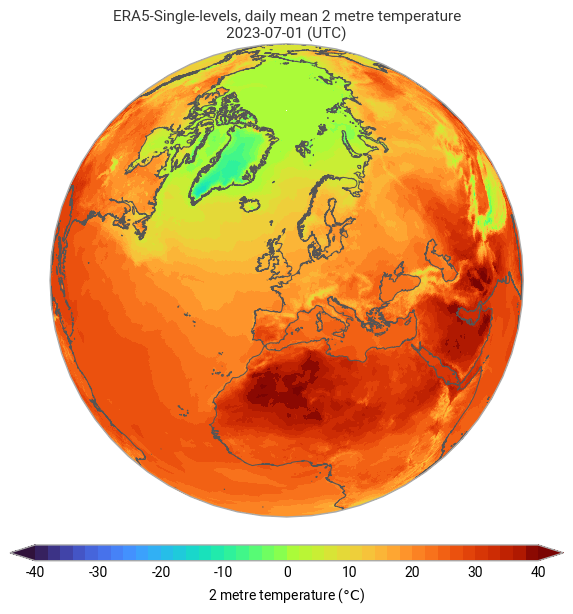 ERA5-Single-levels, daily mean 2 metre temperature
2023-07-01 (UTC)
-40 -30 -20 -10 0 10 20 30 40
2 metre temperature (°C)